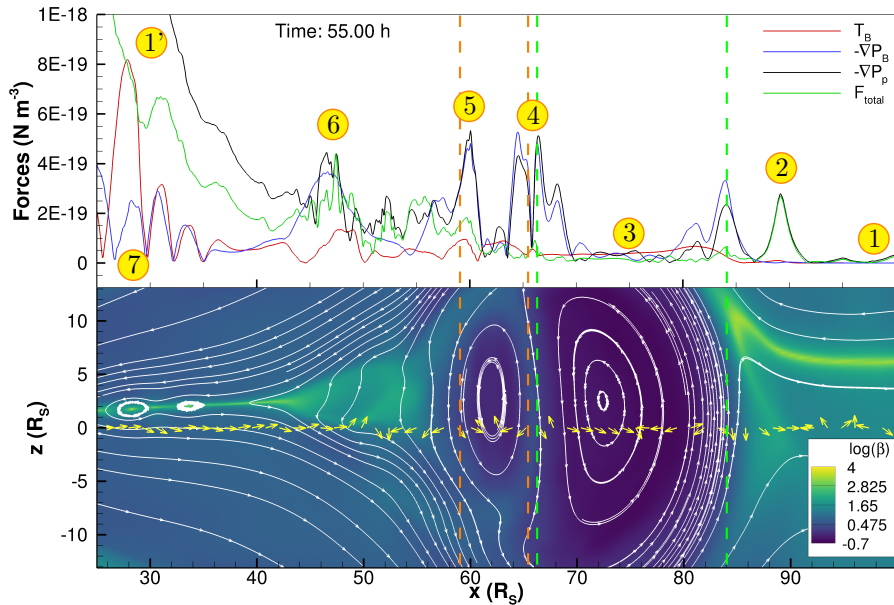 1E-18
8E-19
6E-19
4E-19
2E-19
0
Forces (N m⁻³)
Time: 55.00 h
T_B
-∇P_B
-∇P_p
F_total
1'
6
5
4
3
2
1
7
10
5
0
-5
-10
z (R_S)
log(β)
4
2.825
1.65
0.475
-0.7
30
40
50
60
70
80
90
x (R_S)